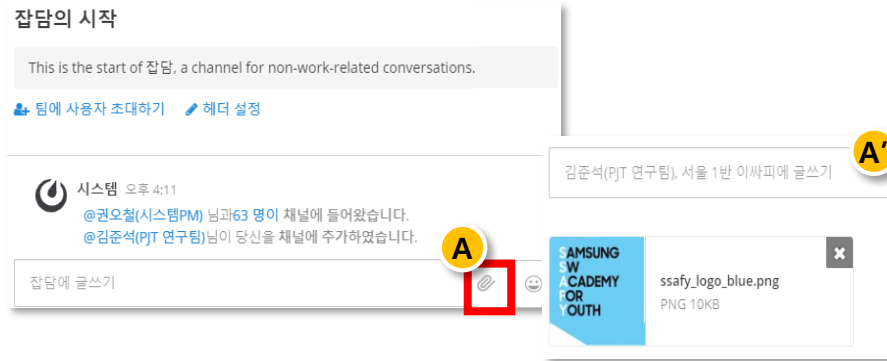 잡담의 시작
This is the start of 잡담, a channel for non-work-related conversations.
팀에 사용자 초대하기 헤더 설정
시스템 오후 4:11
@권오철(시스템PM) 님과63 명이 채널에 들어왔습니다.
@김준석(PJT 연구팀)님이 당신을 채널에 추가하였습니다.
A
잡담에 글쓰기
A'
김준석(PJT 연구팀), 서울 1반 이싸피에 글쓰기
SAMSUNG
SW
ACADEMY
FOR
YOUTH
ssafy_logo_blue.png
PNG 10KB